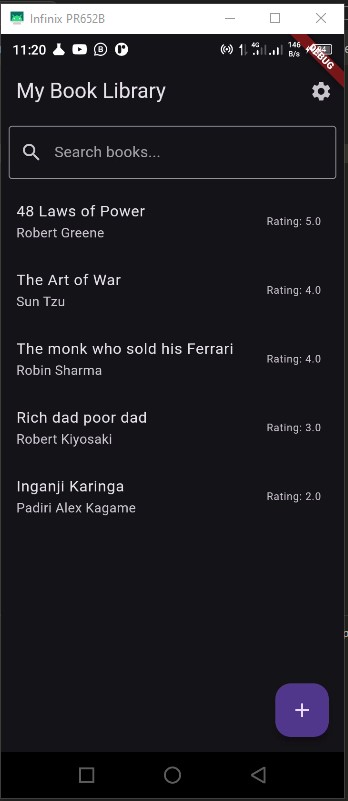 Infinix PR652B
11:20
4G
146
B/s
DEBUG
My Book Library
Search books...
48 Laws of Power
Robert Greene
Rating: 5.0
The Art of War
Sun Tzu
Rating: 4.0
The monk who sold his Ferrari
Robin Sharma
Rating: 4.0
Rich dad poor dad
Robert Kiyosaki
Rating: 3.0
Inganji Karinga
Padiri Alex Kagame
Rating: 2.0